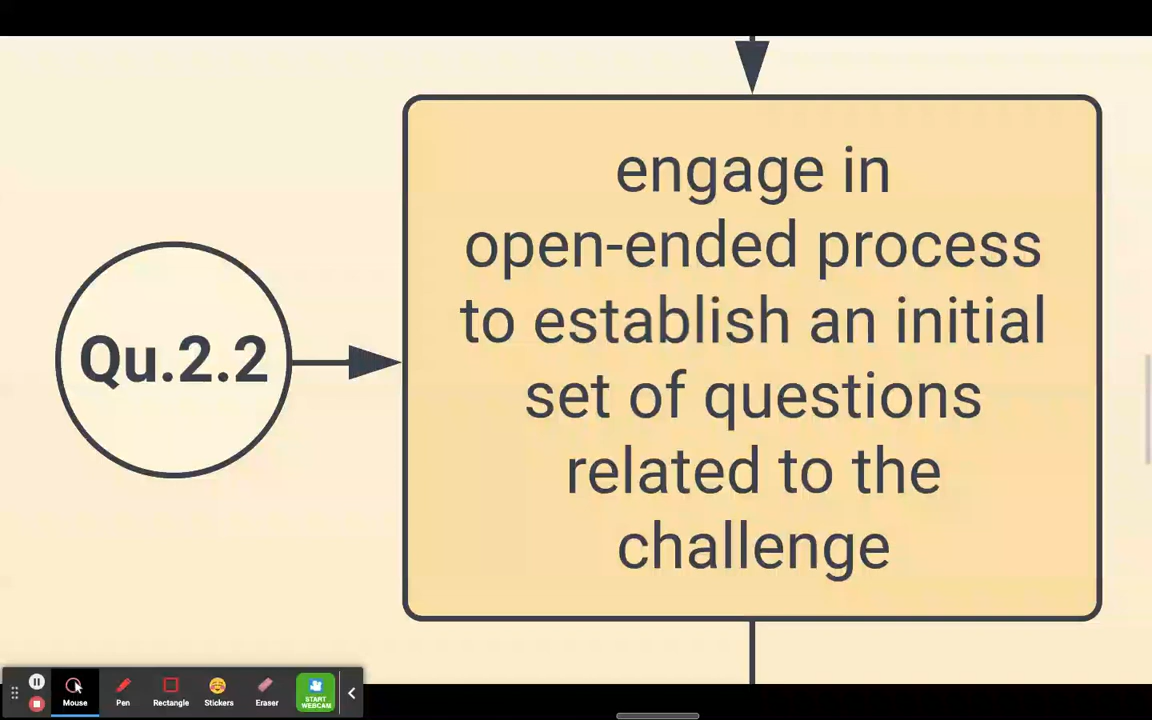 engage in
open-ended process
to establish an initial
Qu.2.2
set of questions
related to the
challenge
Mouse
Pen
Rectangle
Stickers
Eraser
START
WEBCAM